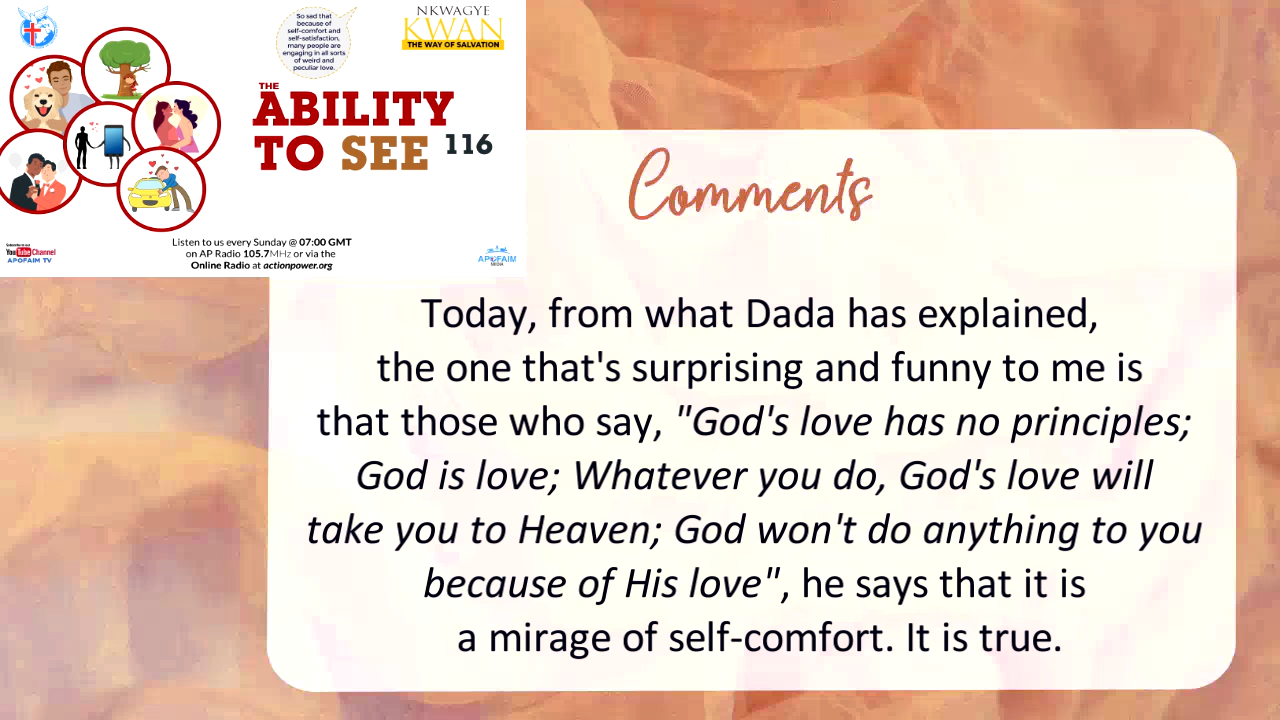 So sad that
because of
self-comfort and
self-satisfaction,
many people are
engaging in all sorts
of weird and
peculiar love.
NKWAGYE
KWAN
THE WAY OF SALVATION
THE
ABILITY
TO SEE 116
Listen to us every Sunday @ 07:00 GMT
on AP Radio 105.7MHz or via the
Online Radio at actionpower.org
Subscribe to our
YouTube Channel
APOFAIM TV
APOFAIM
MEDIA
Comments
Today, from what Dada has explained,
the one that's surprising and funny to me is
that those who say, "God's love has no principles;
God is love; Whatever you do, God's love will
take you to Heaven; God won't do anything to you
because of His love", he says that it is
a mirage of self-comfort. It is true.